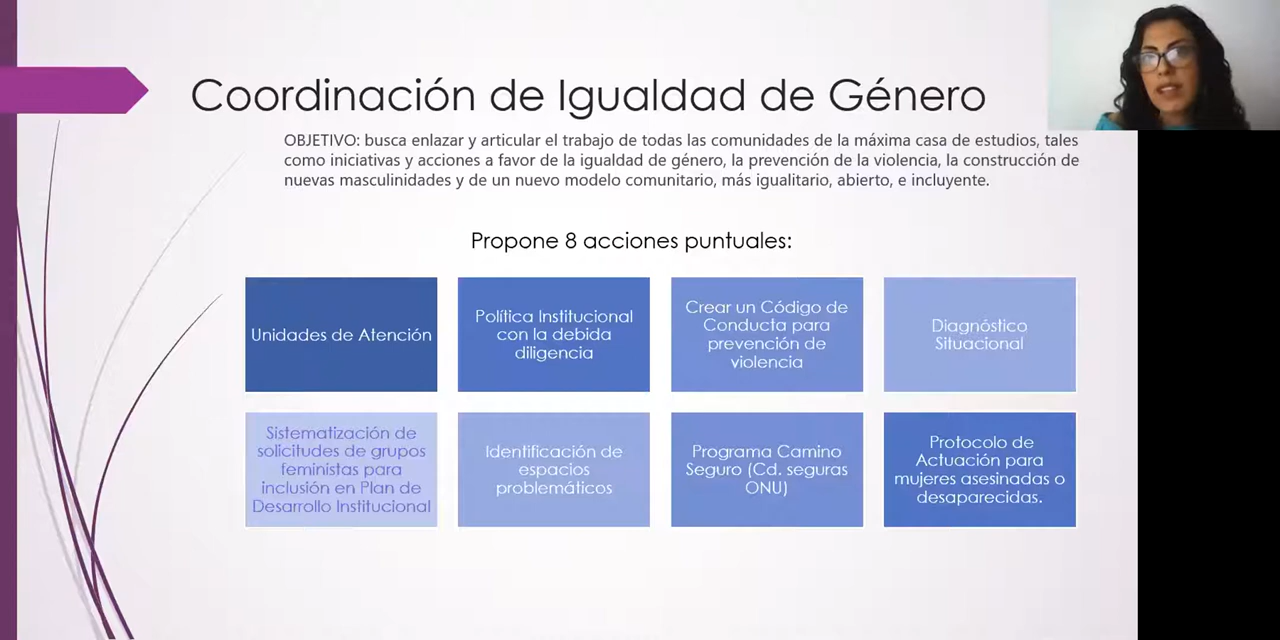 Coordinación de Igualdad de Género
OBJETIVO: busca enlazar y articular el trabajo de todas las comunidades de la máxima casa de estudios, tales
como iniciativas y acciones a favor de la igualdad de género, la prevención de la violencia, la construcción de
nuevas masculinidades y de un nuevo modelo comunitario, más igualitario, abierto, e incluyente.
Propone 8 acciones puntuales:
Unidades de Atención
Política Institucional
con la debida
diligencia
Crear un Código de
Conducta para
prevención de
violencia
Diagnóstico
Situacional
Sistematización de
solicitudes de grupos
feministas para
inclusión en Plan de
Desarrollo Institucional
Identificación de
espacios
problemáticos
Programa Camino
Seguro (Cd. seguras
ONU)
Protocolo de
Actuación para
mujeres asesinadas o
desaparecidas.